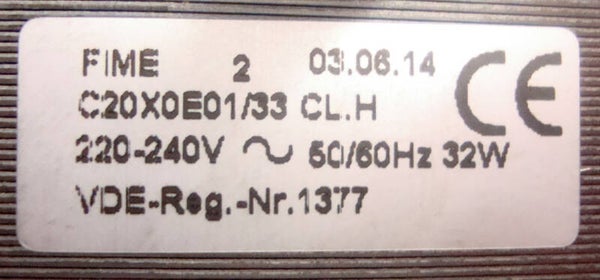 FIME 2 03.06.14
C20X0E01/33 CL.H
220-240V ~ 50/60Hz 32W
VDE-Reg.-Nr.1377
CE